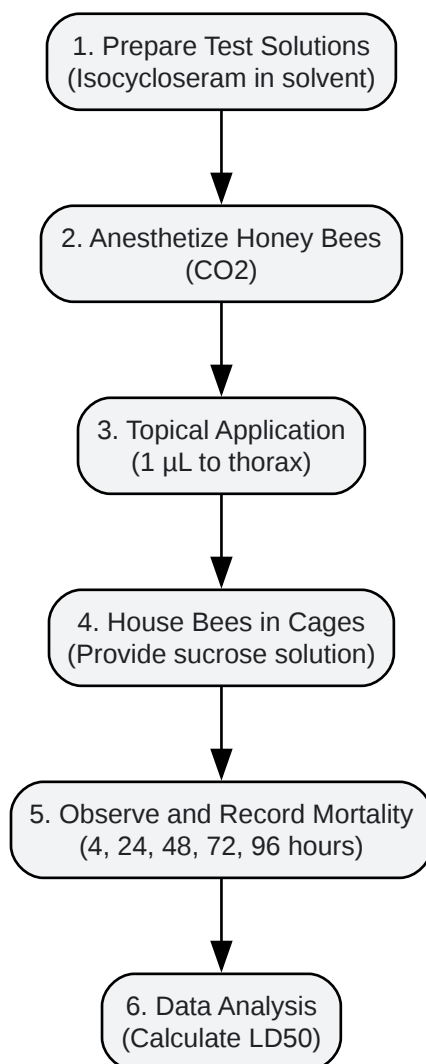 1. Prepare Test Solutions
(Isocycloseram in solvent)
2. Anesthetize Honey Bees
(CO2)
3. Topical Application
(1 µL to thorax)
4. House Bees in Cages
(Provide sucrose solution)
5. Observe and Record Mortality
(4, 24, 48, 72, 96 hours)
6. Data Analysis
(Calculate LD50)